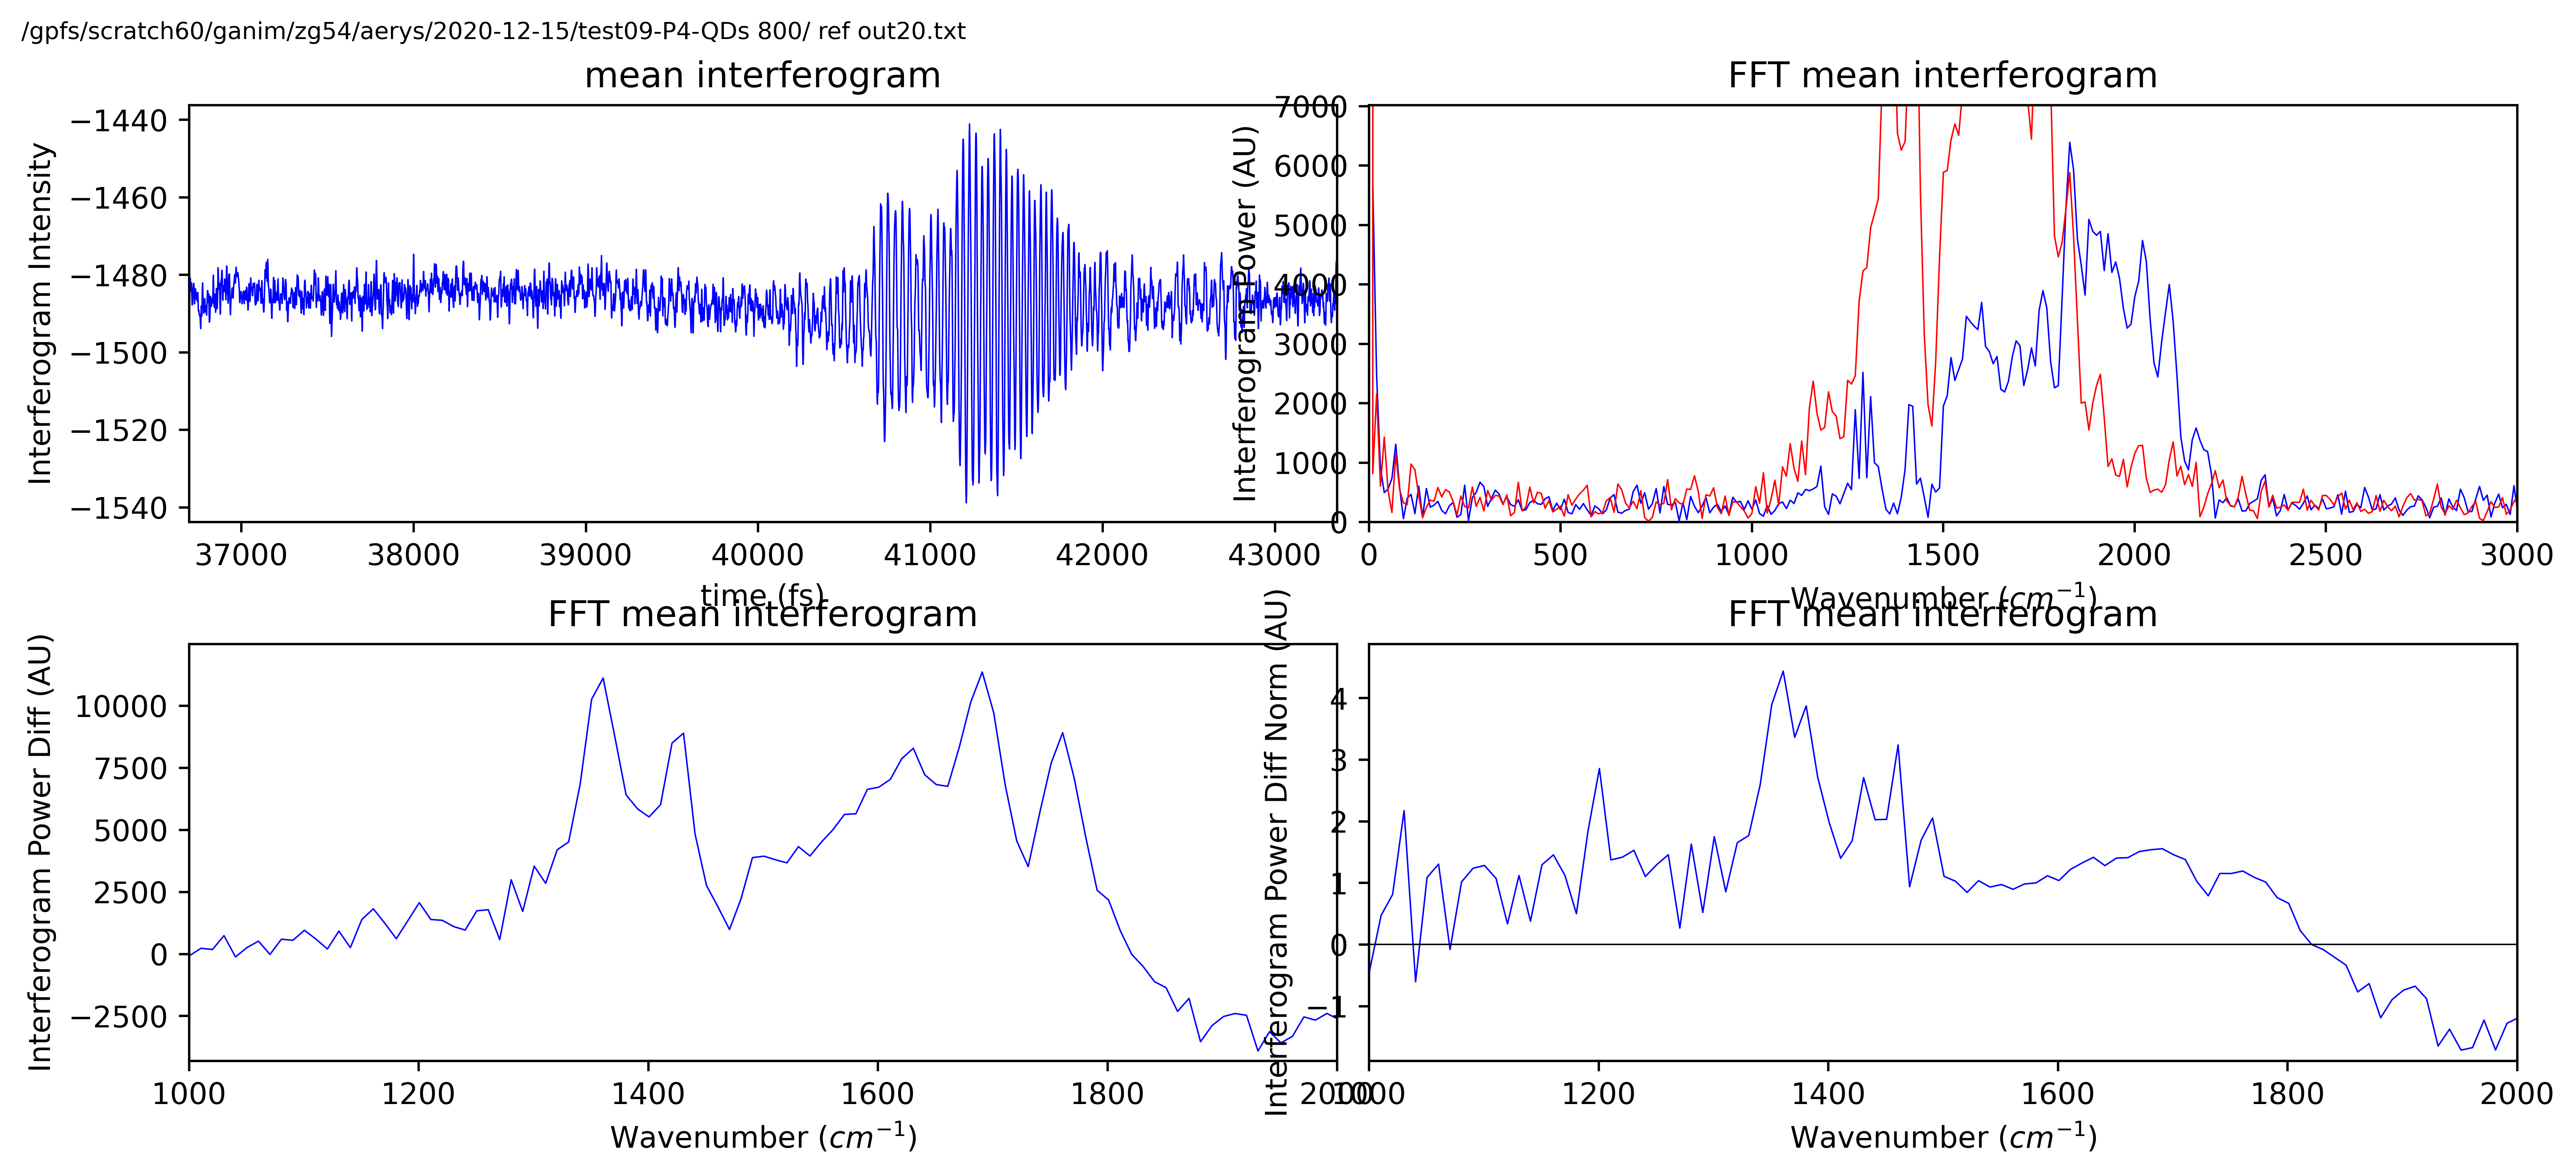 /gpfs/scratch60/ganim/zg54/aerys/2020-12-15/test09-P4-QDs 800/ ref out20.txt
mean interferogram
Interferogram Intensity
−1440
−1460
−1480
−1500
−1520
−1540
37000 38000 39000 40000 41000 42000 43000
time (fs)
FFT mean interferogram
Interferogram Power (AU)
7000
6000
5000
4000
3000
2000
1000
0
0 500 1000 1500 2000 2500 3000
Wavenumber (cm⁻¹)
FFT mean interferogram
Interferogram Power Diff (AU)
10000
7500
5000
2500
0
−2500
1000 1200 1400 1600 1800 2000
Wavenumber (cm⁻¹)
FFT mean interferogram
Interferogram Power Diff Norm (AU)
4
3
2
1
0
−1
1000 1200 1400 1600 1800 2000
Wavenumber (cm⁻¹)